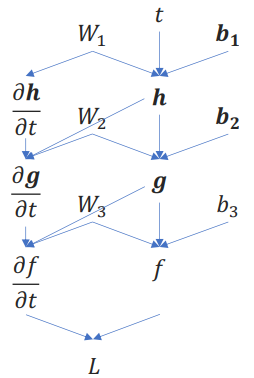 t
W₁ 𝒃₁
∂𝒉/∂t 𝒉
W₂ 𝒃₂
∂𝒈/∂t 𝒈
W₃ b₃
∂f/∂t f
L